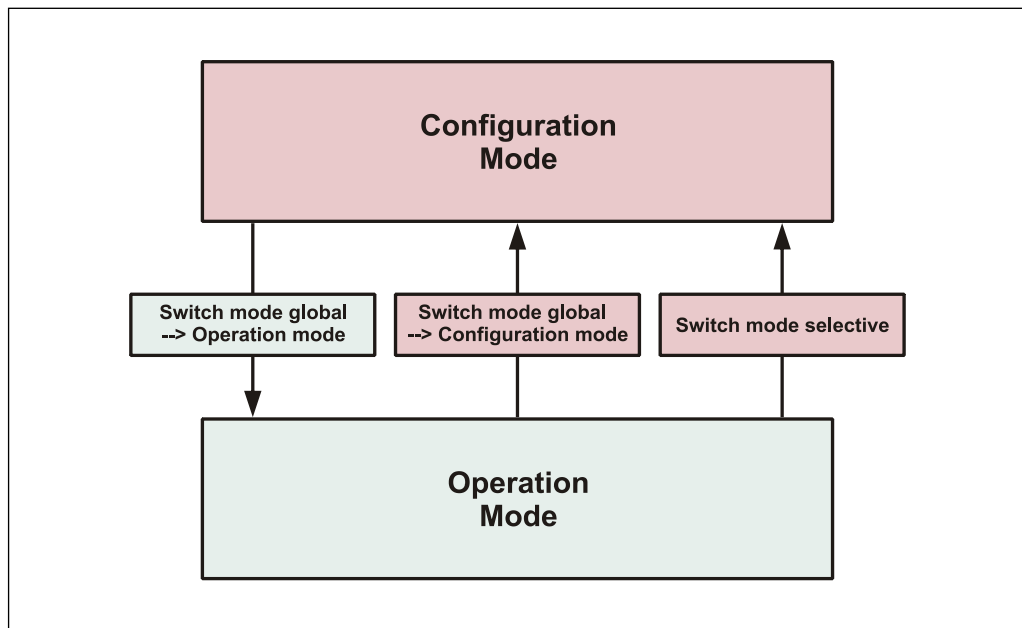 Configuration
Mode
Switch mode global
--> Operation mode
Switch mode global
--> Configuration mode
Switch mode selective
Operation
Mode